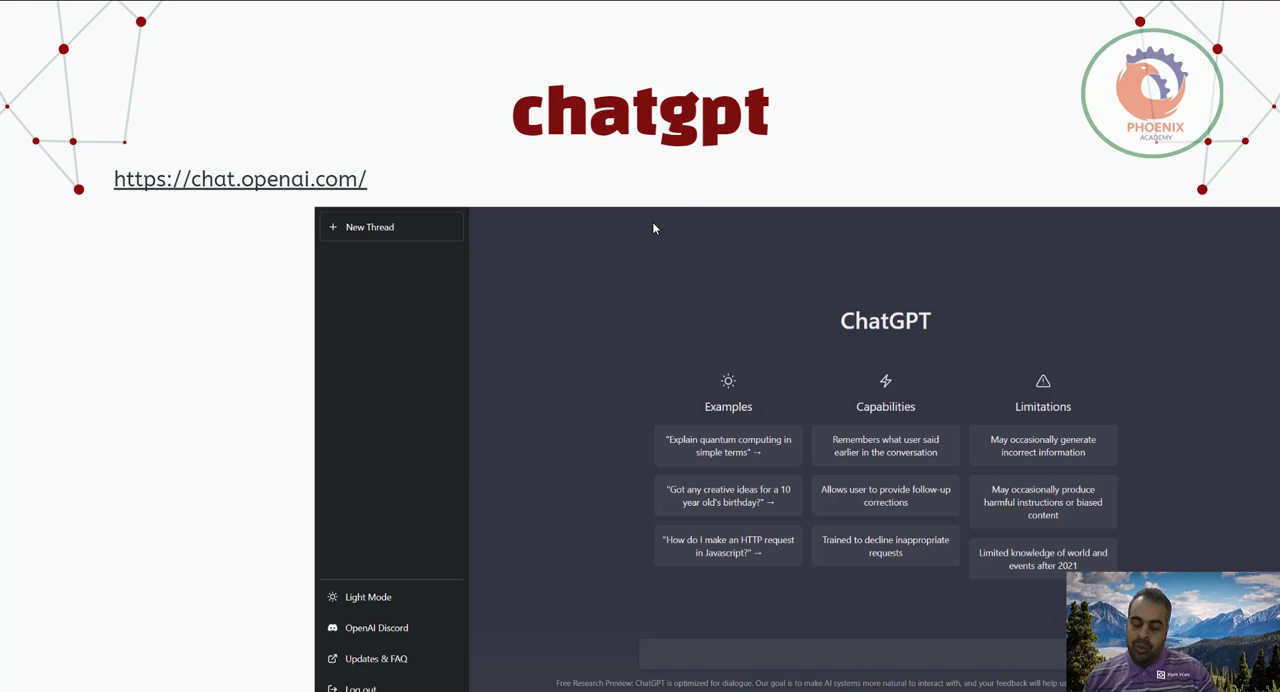 chatgpt
PHOENIX
ACADEMY
https://chat.openai.com/
+ New Thread
ChatGPT
Examples
Capabilities
Limitations
"Explain quantum computing in
simple terms" →
Remembers what user said
earlier in the conversation
May occasionally generate
incorrect information
"Got any creative ideas for a 10
year old's birthday?" →
Allows user to provide follow-up
corrections
May occasionally produce
harmful instructions or biased
content
"How do I make an HTTP request
in Javascript?" →
Trained to decline inappropriate
requests
Limited knowledge of world and
events after 2021
Light Mode
OpenAI Discord
Updates & FAQ
Log out
Free Research Preview: ChatGPT is optimized for dialogue. Our goal is to make AI systems more natural to interact with, and your feedback will help us
XSplit VCam